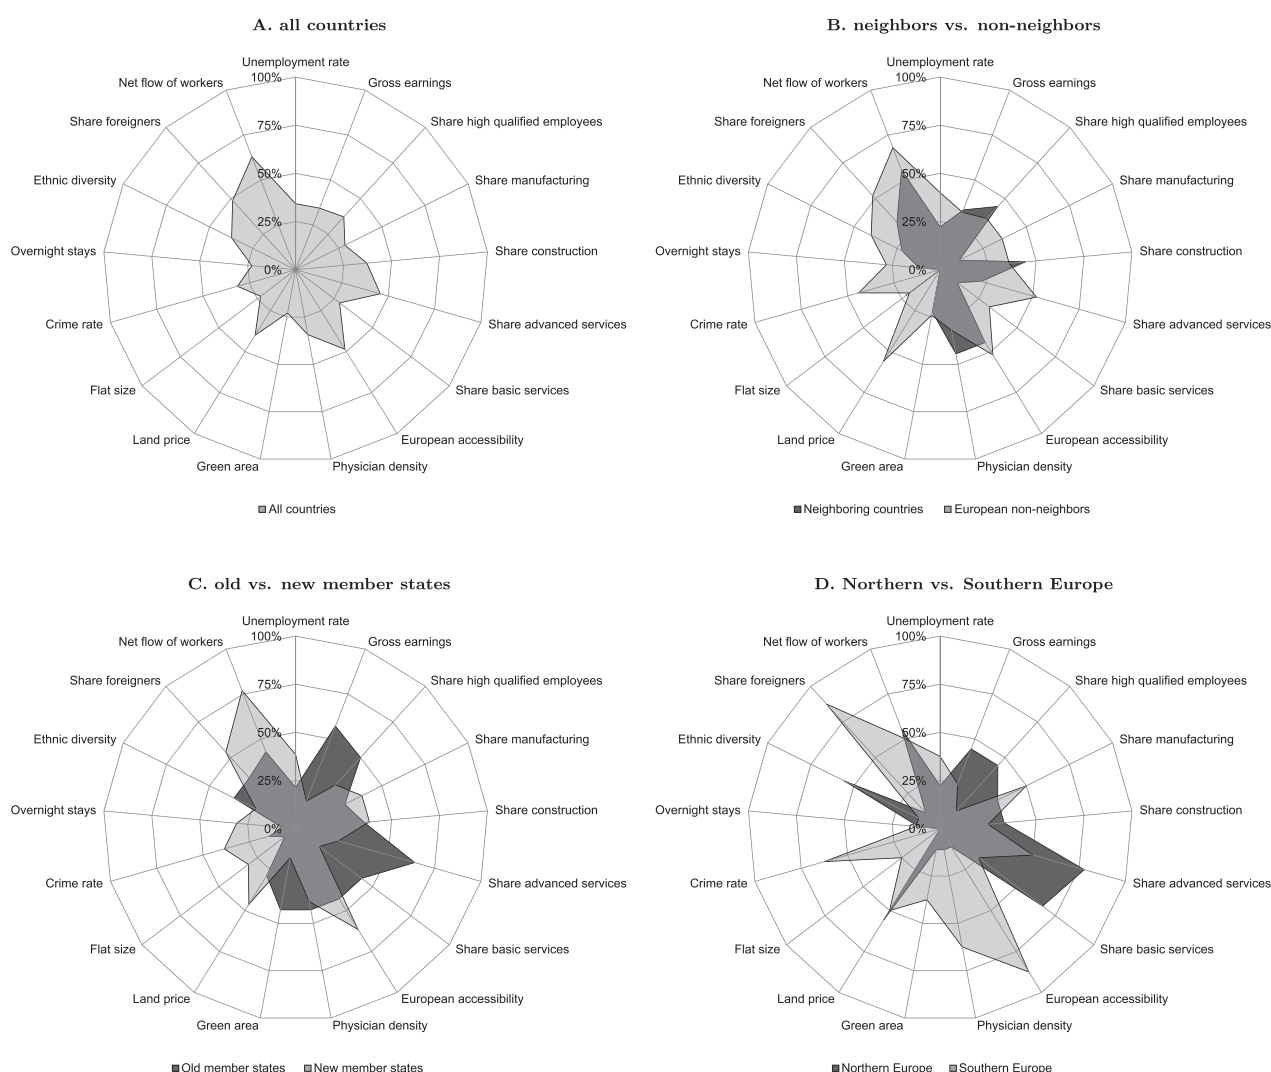 A. all countries
Unemployment rate
100%
75%
50%
25%
0%
Gross earnings
Share high qualified employees
Share manufacturing
Share construction
Share advanced services
Share basic services
European accessibility
Physician density
Green area
Land price
Flat size
Crime rate
Overnight stays
Ethnic diversity
Share foreigners
Net flow of workers
All countries
B. neighbors vs. non-neighbors
Unemployment rate
100%
75%
50%
25%
0%
Gross earnings
Share high qualified employees
Share manufacturing
Share construction
Share advanced services
Share basic services
European accessibility
Physician density
Green area
Land price
Flat size
Crime rate
Overnight stays
Ethnic diversity
Share foreigners
Net flow of workers
Neighboring countries
European non-neighbors
C. old vs. new member states
Unemployment rate
100%
75%
50%
25%
0%
Gross earnings
Share high qualified employees
Share manufacturing
Share construction
Share advanced services
Share basic services
European accessibility
Physician density
Green area
Land price
Flat size
Crime rate
Overnight stays
Ethnic diversity
Share foreigners
Net flow of workers
Old member states
New member states
D. Northern vs. Southern Europe
Unemployment rate
100%
75%
50%
25%
0%
Gross earnings
Share high qualified employees
Share manufacturing
Share construction
Share advanced services
Share basic services
European accessibility
Physician density
Green area
Land price
Flat size
Crime rate
Overnight stays
Ethnic diversity
Share foreigners
Net flow of workers
Northern Europe
Southern Europe